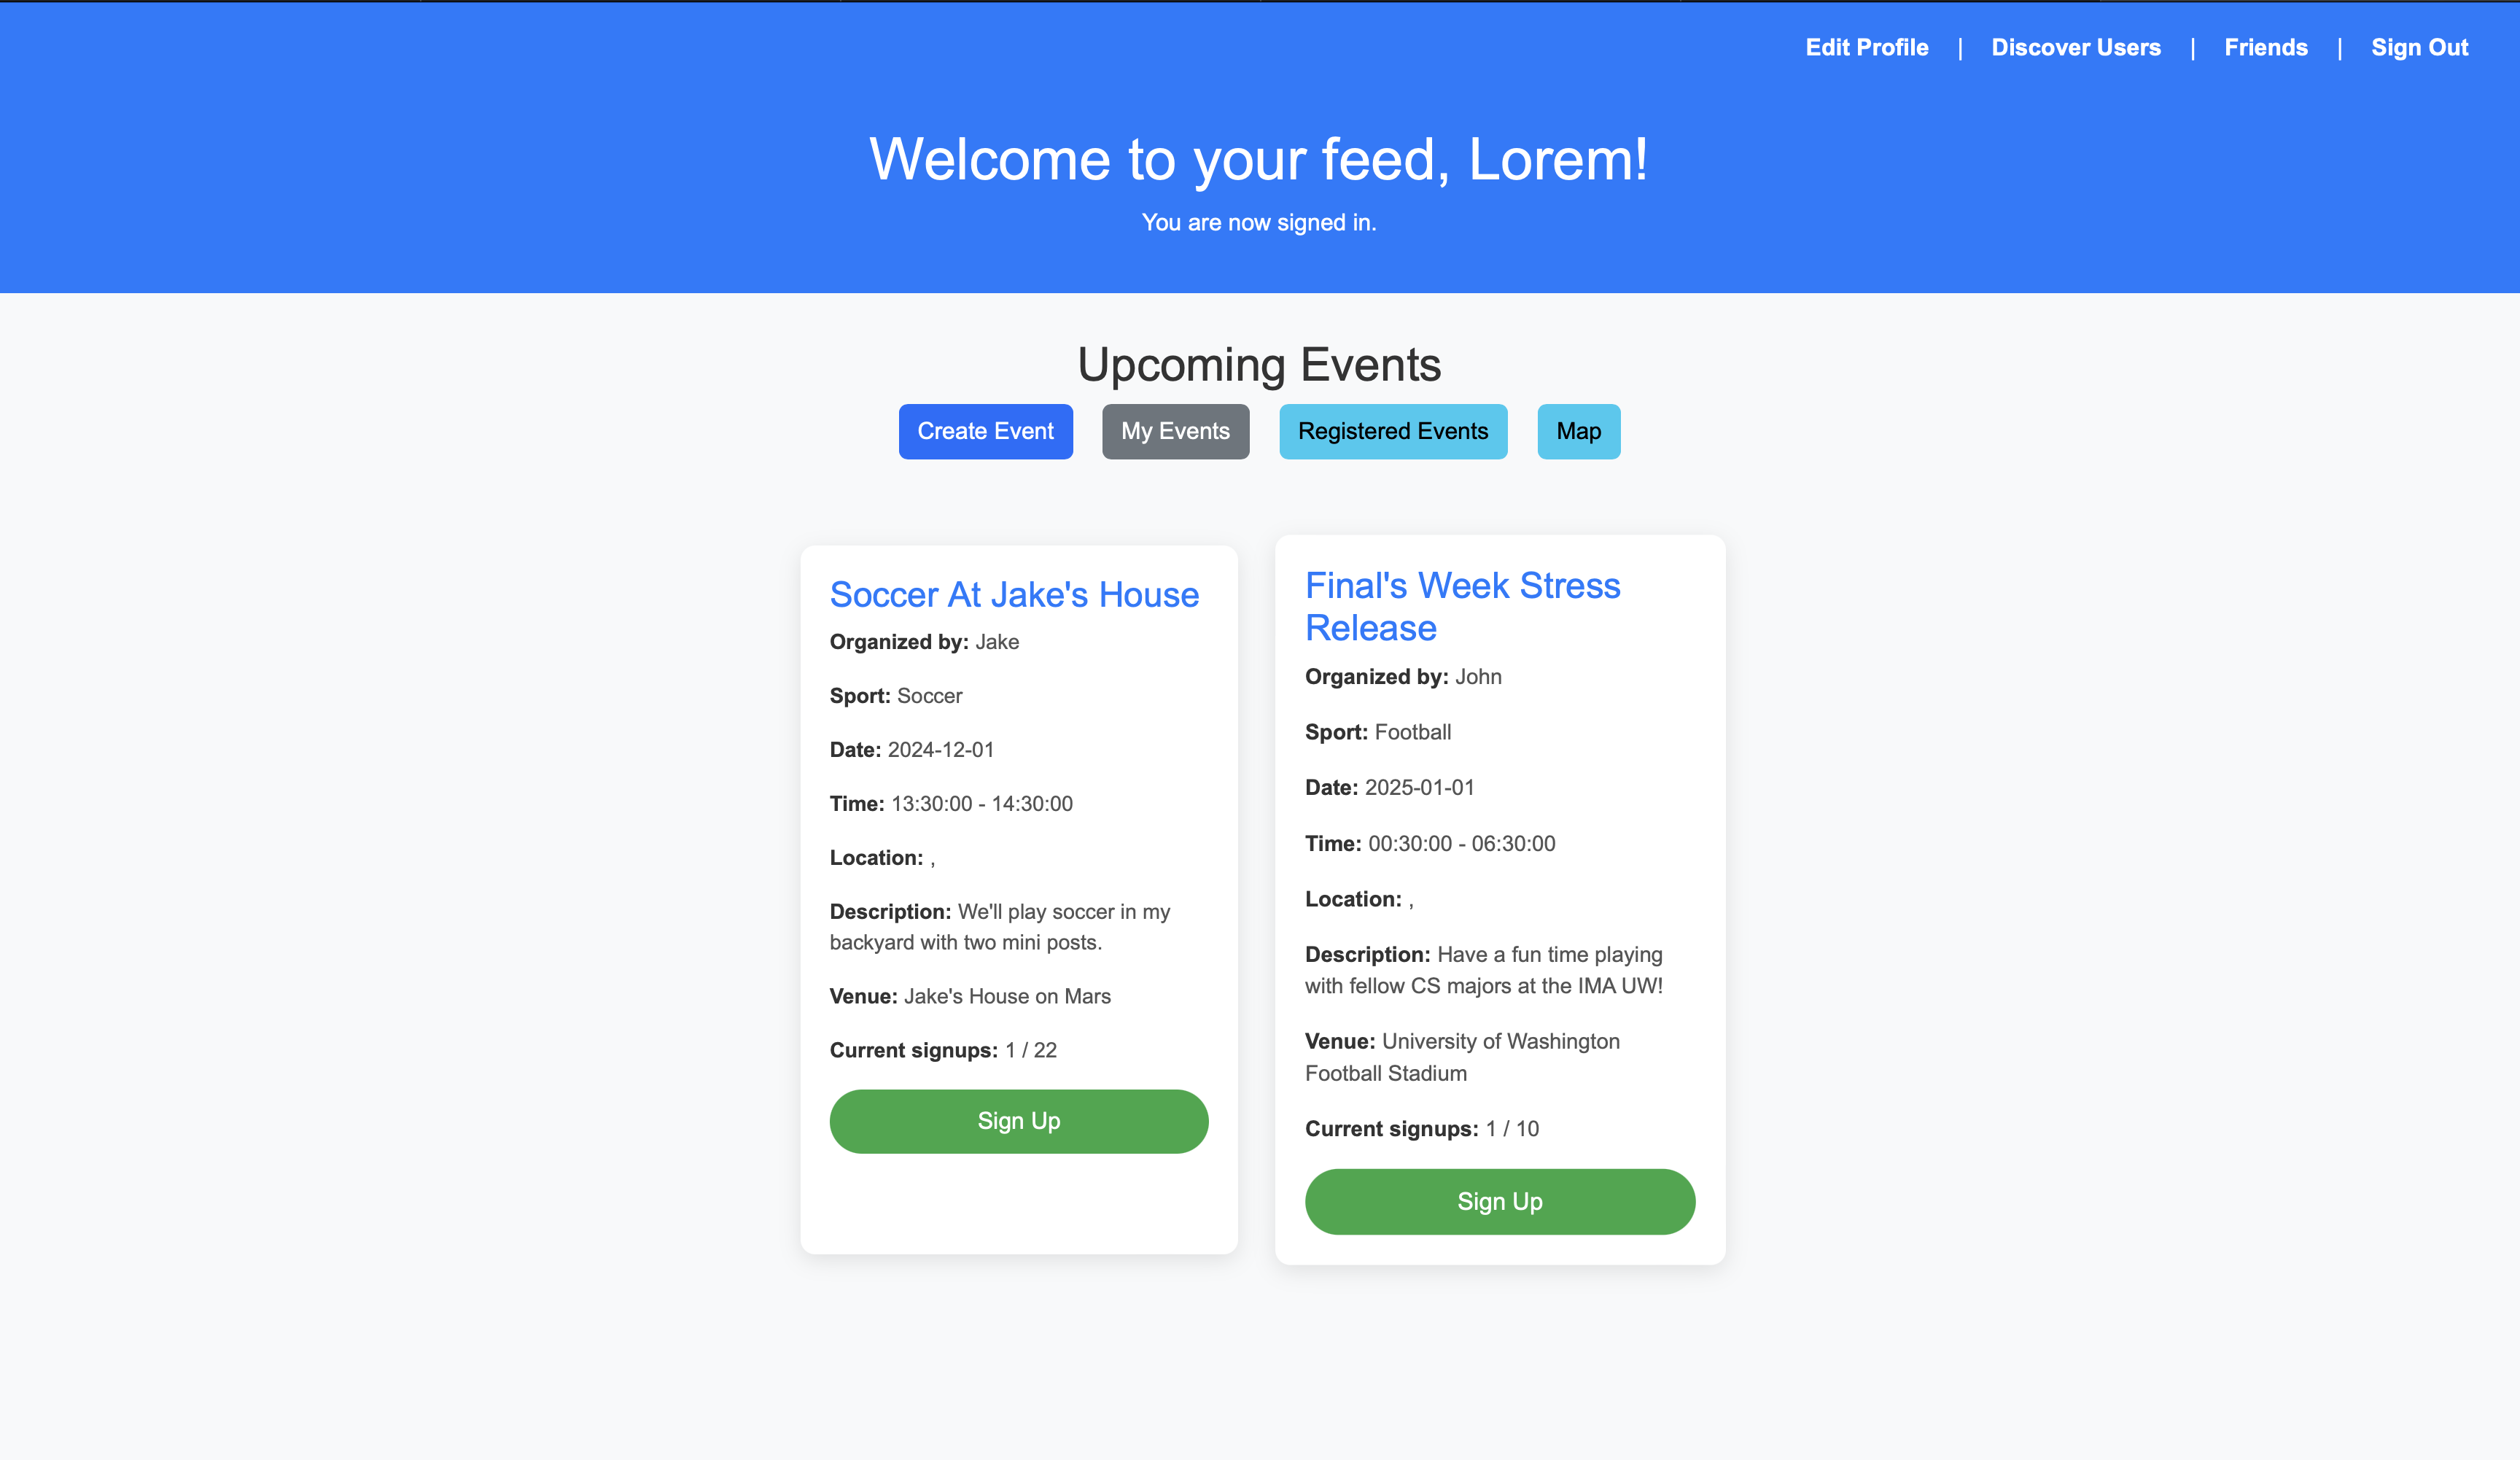 Edit Profile | Discover Users | Friends | Sign Out
Welcome to your feed, Lorem!
You are now signed in.
Upcoming Events
Create Event My Events Registered Events Map
Soccer At Jake's House
Organized by: Jake
Sport: Soccer
Date: 2024-12-01
Time: 13:30:00 - 14:30:00
Location: ,
Description: We'll play soccer in my
backyard with two mini posts.
Venue: Jake's House on Mars
Current signups: 1 / 22
Sign Up
Final's Week Stress
Release
Organized by: John
Sport: Football
Date: 2025-01-01
Time: 00:30:00 - 06:30:00
Location: ,
Description: Have a fun time playing
with fellow CS majors at the IMA UW!
Venue: University of Washington
Football Stadium
Current signups: 1 / 10
Sign Up